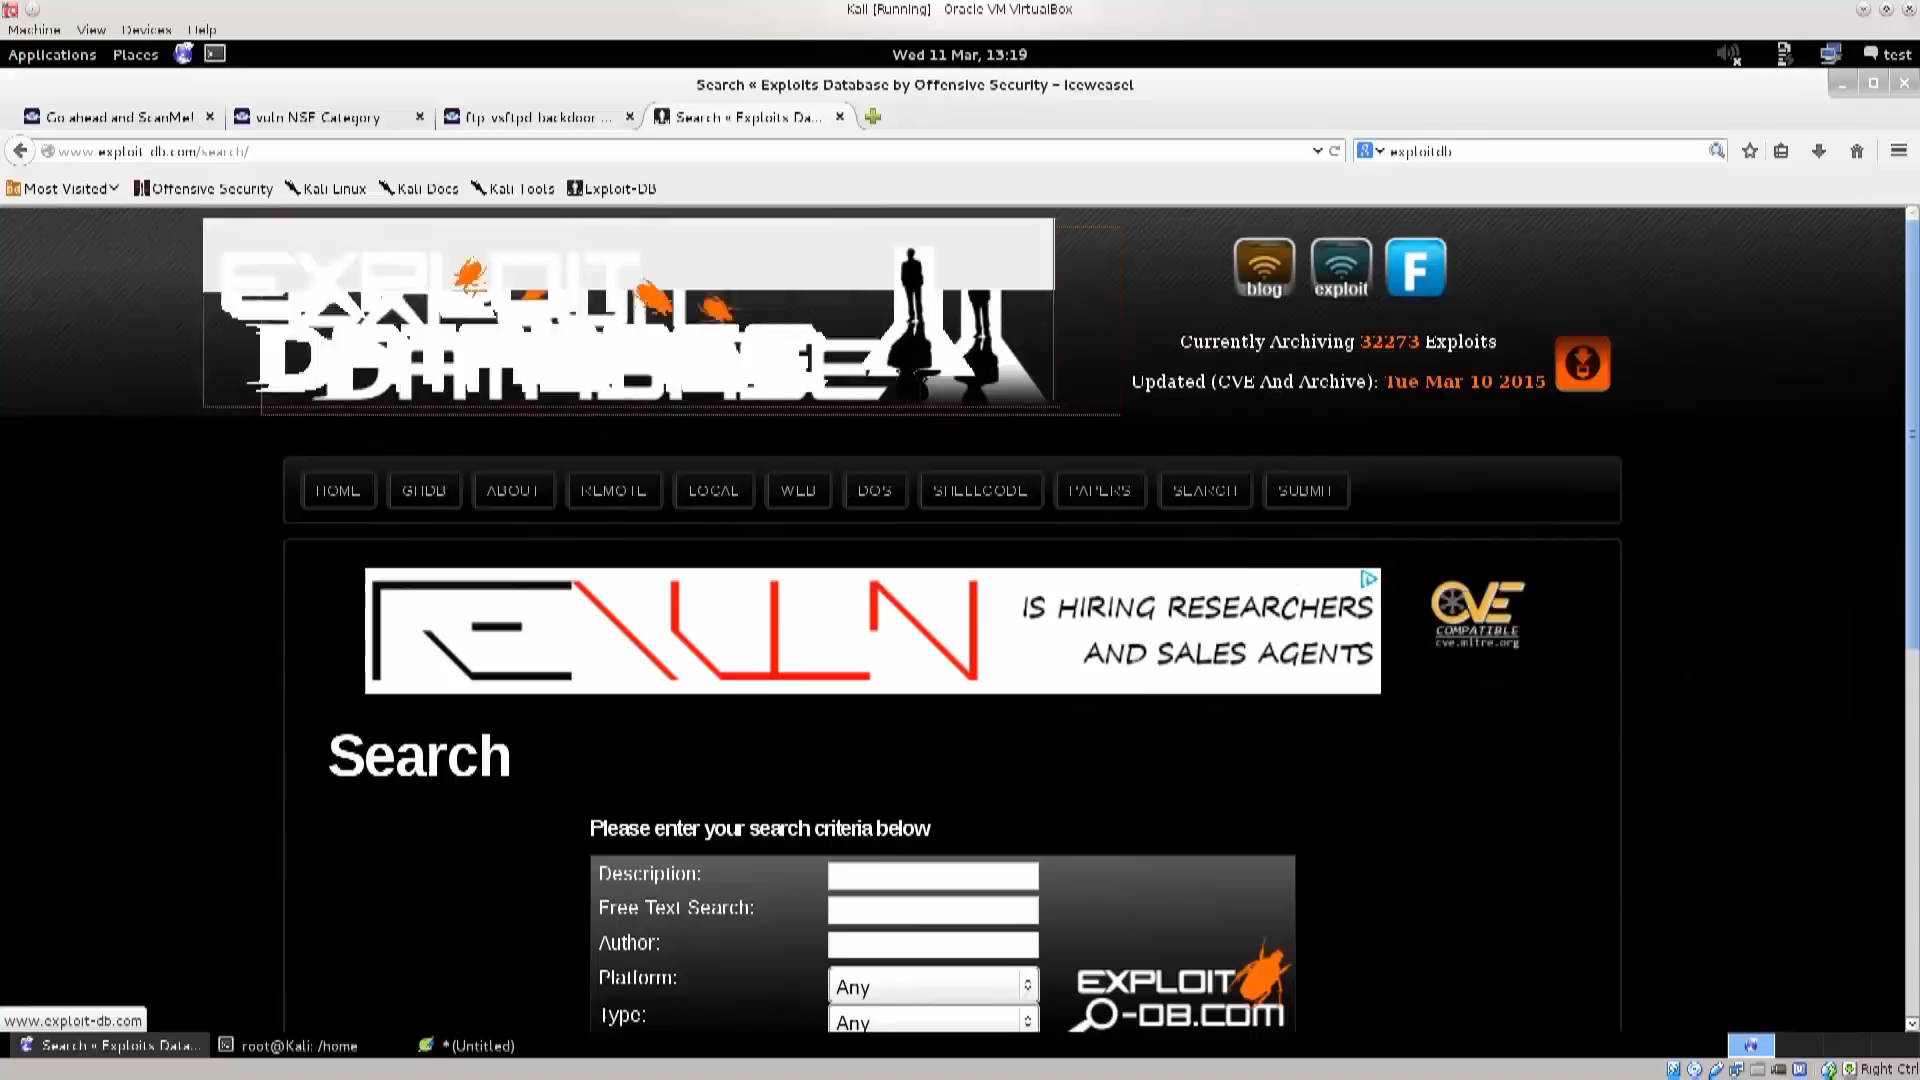 Kali [Running] - Oracle VM VirtualBox
Machine View Devices Help
Applications Places Wed 11 Mar, 13:19 test
Search « Exploits Database by Offensive Security - Iceweasel
Go ahead and ScanMe! vuln NSE Category ftp-vsftpd-backdoor ... Search « Exploits Da...
www.exploit-db.com/search/ exploitdb
Most Visited Offensive Security Kali Linux Kali Docs Kali Tools Exploit-DB
EXPLOIT
DATABASE
blog exploit F
Currently Archiving 32273 Exploits
Updated (CVE And Archive): Tue Mar 10 2015
HOME GHDB ABOUT REMOTE LOCAL WEB DOS SHELLCODE PAPERS SEARCH SUBMIT
REVULN
IS HIRING RESEARCHERS
AND SALES AGENTS
CVE
COMPATIBLE
cve.mitre.org
Search
Please enter your search criteria below
Description:
Free Text Search:
Author:
Platform: Any
Type: Any
EXPLOIT
-DB.COM
www.exploit-db.com
Search « Exploits Data... root@Kali: /home *(Untitled)
Right Ctrl